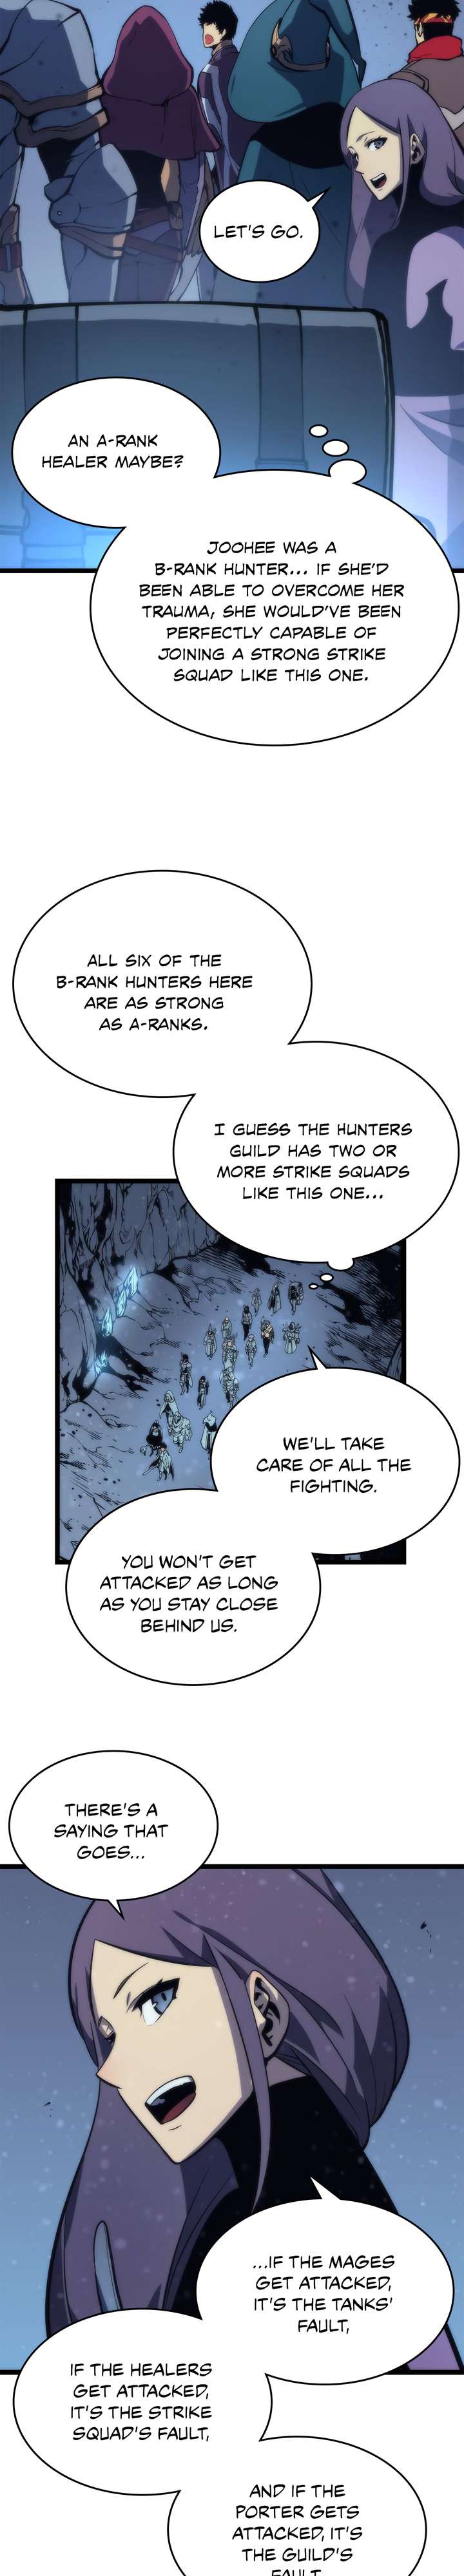 LET'S GO.
AN A-RANK
HEALER MAYBE?
JOOHEE WAS A
B-RANK HUNTER... IF SHE'D
BEEN ABLE TO OVERCOME HER
TRAUMA, SHE WOULD'VE BEEN
PERFECTLY CAPABLE OF
JOINING A STRONG STRIKE
SQUAD LIKE THIS ONE.
ALL SIX OF THE
B-RANK HUNTERS HERE
ARE AS STRONG
AS A-RANKS.
I GUESS THE HUNTERS
GUILD HAS TWO OR
MORE STRIKE SQUADS
LIKE THIS ONE...
WE'LL TAKE
CARE OF ALL THE
FIGHTING.
YOU WON'T GET
ATTACKED AS LONG
AS YOU STAY CLOSE
BEHIND US.
THERE'S A
SAYING THAT
GOES...
...IF THE MAGES
GET ATTACKED,
IT'S THE TANKS'
FAULT,
IF THE HEALERS
GET ATTACKED,
IT'S THE STRIKE
SQUAD'S FAULT,
AND IF THE
PORTER GETS
ATTACKED, IT'S
THE GUILD'S
FAULT